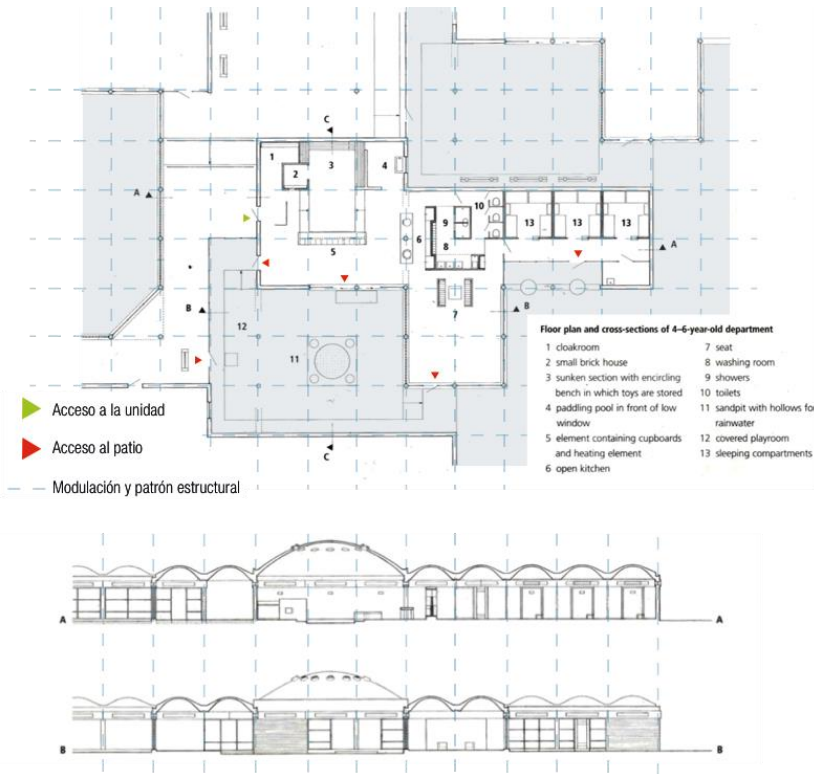 C
1
2
3
4
A
5
6
9
8
10
13
13
13
A
B
12
11
7
B
C
Acceso a la unidad
Acceso al patio
Modulación y patrón estructural
Floor plan and cross-sections of 4–6-year-old department
1 cloakroom
2 small brick house
3 sunken section with encircling
bench in which toys are stored
4 paddling pool in front of low
window
5 element containing cupboards
and heating element
6 open kitchen
7 seat
8 washing room
9 showers
10 toilets
11 sandpit with hollows fo
rainwater
12 covered playroom
13 sleeping compartments
A
A
B
B